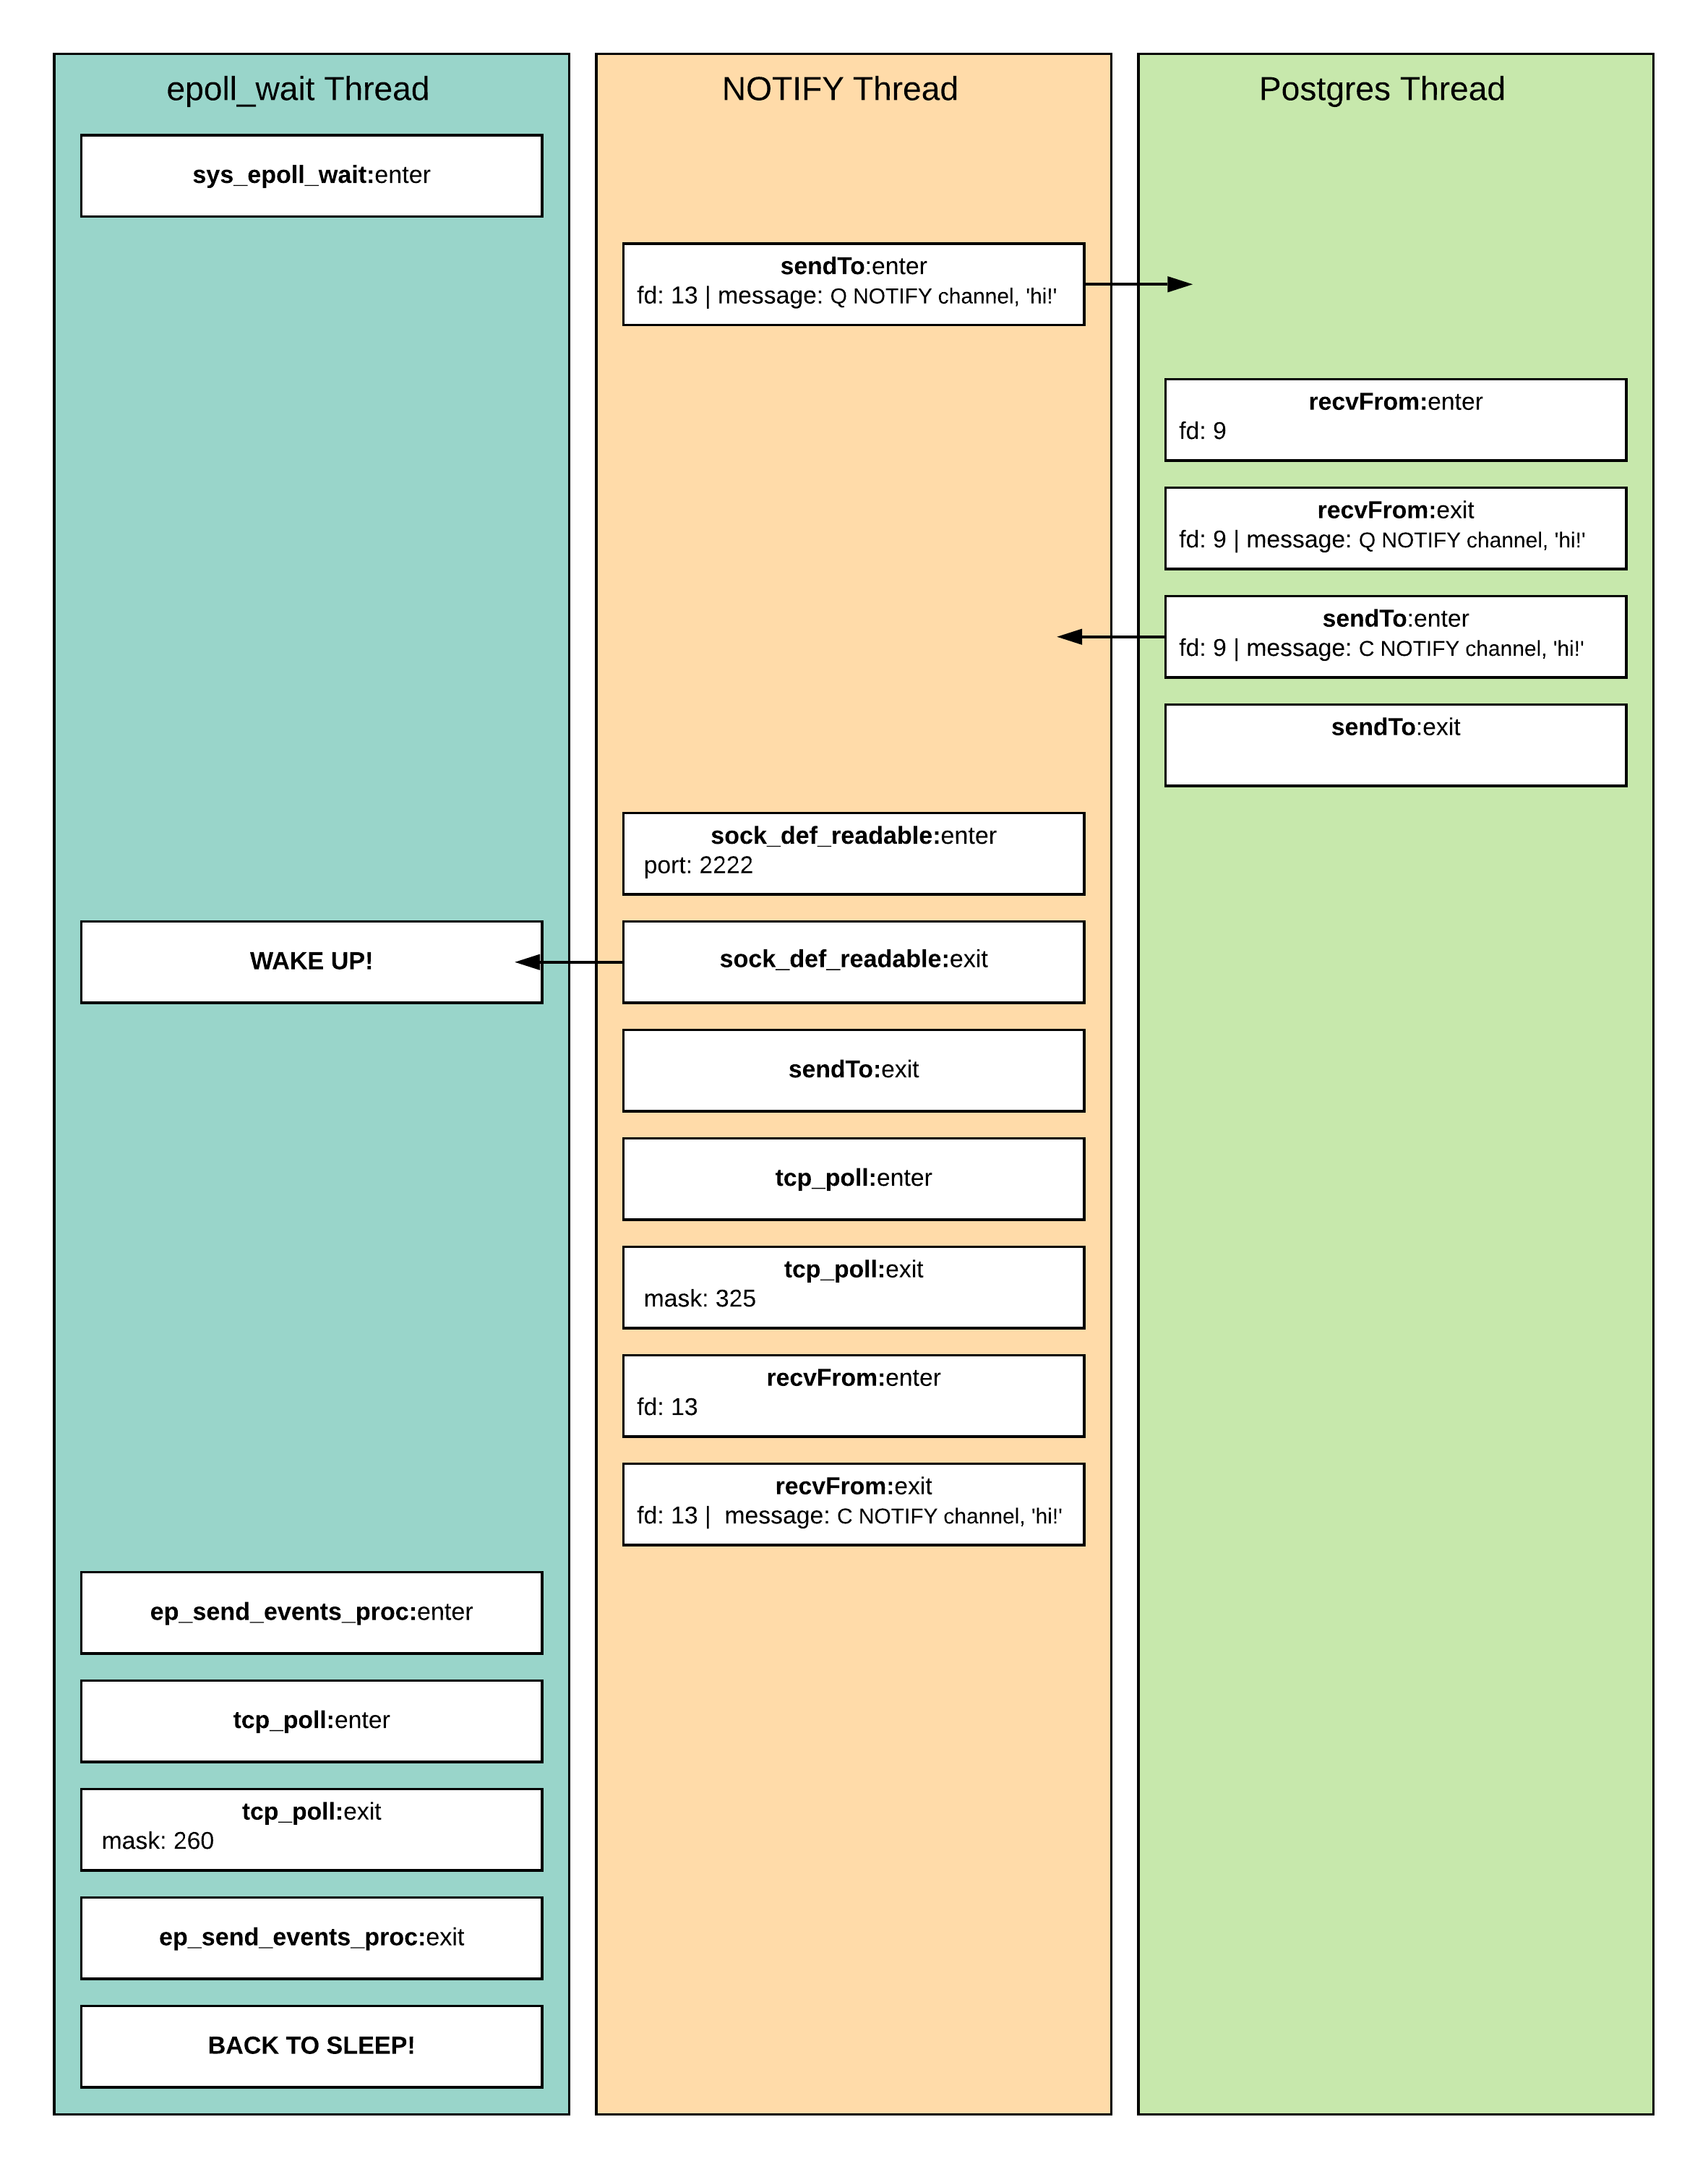 epoll_wait Thread
NOTIFY Thread
Postgres Thread
sys_epoll_wait:enter
sendTo:enter
fd: 13 | message: Q NOTIFY channel, 'hi!'
recvFrom:enter
fd: 9
recvFrom:exit
fd: 9 | message: Q NOTIFY channel, 'hi!'
sendTo:enter
fd: 9 | message: C NOTIFY channel, 'hi!'
sendTo:exit
sock_def_readable:enter
port: 2222
WAKE UP!
sock_def_readable:exit
sendTo:exit
tcp_poll:enter
tcp_poll:exit
mask: 325
recvFrom:enter
fd: 13
recvFrom:exit
fd: 13 |  message: C NOTIFY channel, 'hi!'
ep_send_events_proc:enter
tcp_poll:enter
tcp_poll:exit
mask: 260
ep_send_events_proc:exit
BACK TO SLEEP!